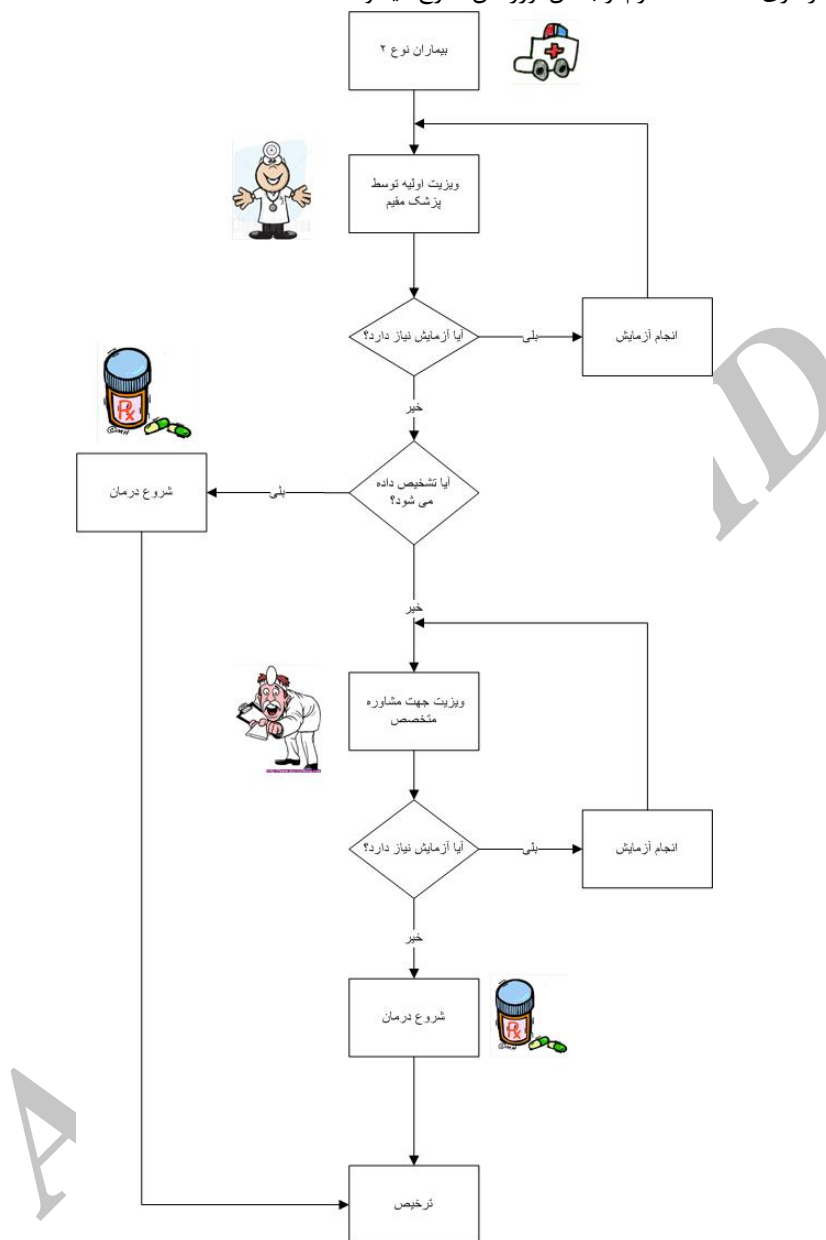 بیماران نوع ۲
ویزیت اولیه توسط
پزشک مقیم
آیا آزمایش نیاز دارد؟
بلی
انجام آزمایش
خیر
آیا تشخیص داده
می شود؟
بلی
شروع درمان
خیر
ویزیت جهت مشاوره
متخصص
آیا آزمایش نیاز دارد؟
بلی
انجام آزمایش
خیر
شروع درمان
ترخیص